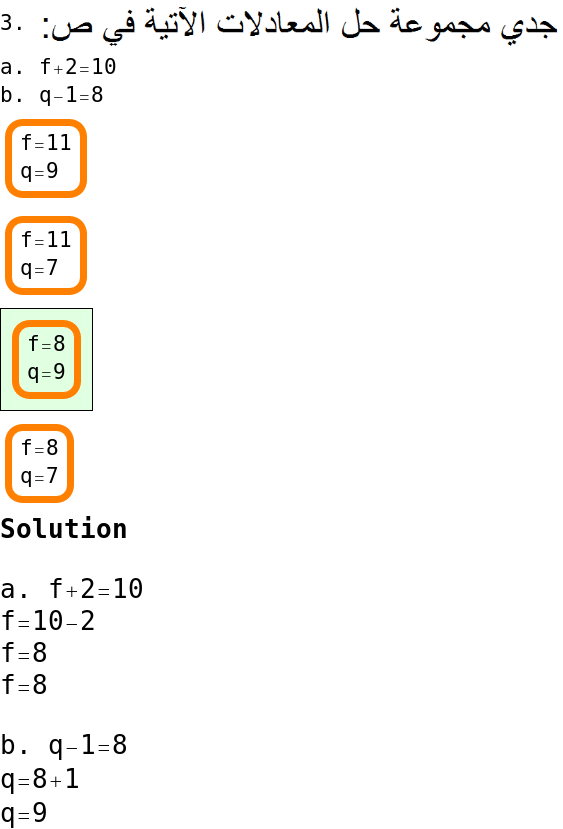 3. جدي مجموعة حل المعادلات الآتية في ص:
a. f+2=10
b. q−1=8
f=11
q=9
f=11
q=7
f=8
q=9
f=8
q=7
Solution
a. f+2=10
f=10−2
f=8
f=8
b. q−1=8
q=8+1
q=9